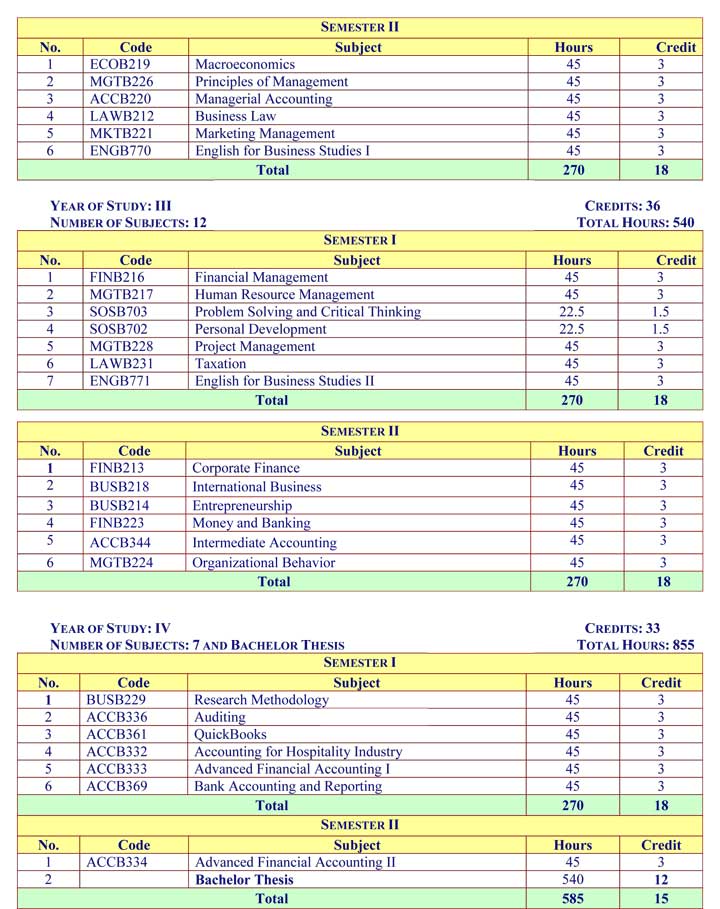 SEMESTER II
No. Code Subject Hours Credit
1 ECOB219 Macroeconomics 45 3
2 MGTB226 Principles of Management 45 3
3 ACCB220 Managerial Accounting 45 3
4 LAWB212 Business Law 45 3
5 MKTB221 Marketing Management 45 3
6 ENGB770 English for Business Studies I 45 3
Total 270 18
YEAR OF STUDY: III CREDITS: 36
NUMBER OF SUBJECTS: 12 TOTAL HOURS: 540
SEMESTER I
No. Code Subject Hours Credit
1 FINB216 Financial Management 45 3
2 MGTB217 Human Resource Management 45 3
3 SOSB703 Problem Solving and Critical Thinking 22.5 1.5
4 SOSB702 Personal Development 22.5 1.5
5 MGTB228 Project Management 45 3
6 LAWB231 Taxation 45 3
7 ENGB771 English for Business Studies II 45 3
Total 270 18
SEMESTER II
No. Code Subject Hours Credit
1 FINB213 Corporate Finance 45 3
2 BUSB218 International Business 45 3
3 BUSB214 Entrepreneurship 45 3
4 FINB223 Money and Banking 45 3
5 ACCB344 Intermediate Accounting 45 3
6 MGTB224 Organizational Behavior 45 3
Total 270 18
YEAR OF STUDY: IV CREDITS: 33
NUMBER OF SUBJECTS: 7 AND BACHELOR THESIS TOTAL HOURS: 855
SEMESTER I
No. Code Subject Hours Credit
1 BUSB229 Research Methodology 45 3
2 ACCB336 Auditing 45 3
3 ACCB361 QuickBooks 45 3
4 ACCB332 Accounting for Hospitality Industry 45 3
5 ACCB333 Advanced Financial Accounting I 45 3
6 ACCB369 Bank Accounting and Reporting 45 3
Total 270 18
SEMESTER II
No. Code Subject Hours Credit
1 ACCB334 Advanced Financial Accounting II 45 3
2 Bachelor Thesis 540 12
Total 585 15